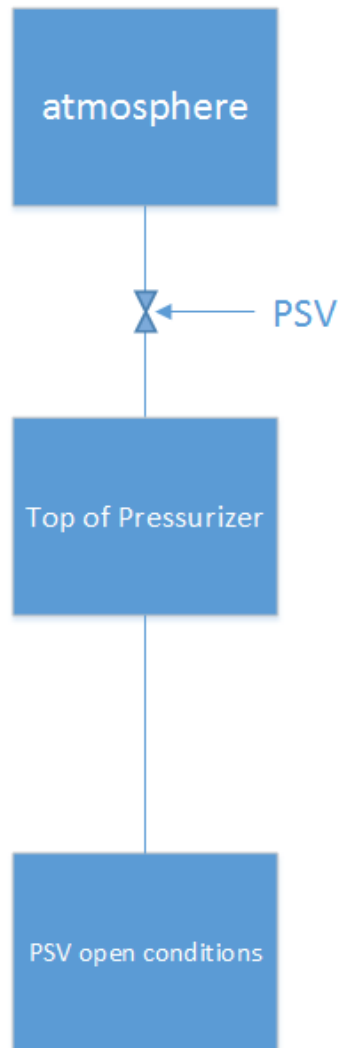 atmosphere
PSV
Top of Pressurizer
PSV open conditions